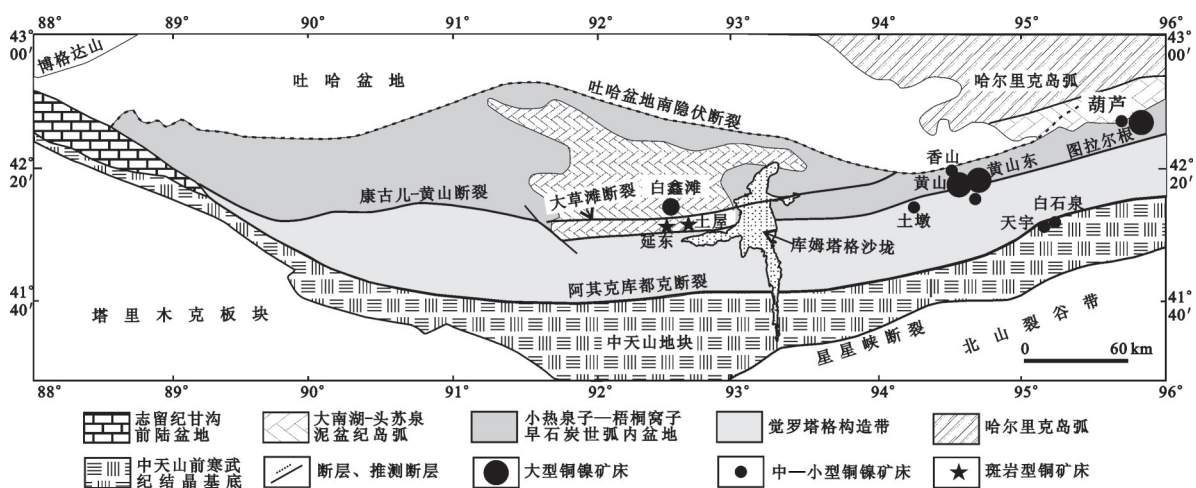 88° 89° 90° 91° 92° 93° 94° 95° 96°
43°
00′
43°
00′
博格达山
吐哈盆地
吐哈盆地南隐伏断裂
哈尔里克岛弧
葫芦
图拉尔根
香山
黄山东
黄山
42°
20′
42°
20′
康古儿-黄山断裂
大草滩断裂
白鑫滩
土屋
延东
土墩
天宇
白石泉
库姆塔格沙垅
阿其克库都克断裂
41°
40′
41°
40′
塔里木克板块
中天山地块
星星峡断裂
北山裂谷带
0 60 km
88° 89° 90° 91° 92° 93° 94° 95° 96°
志留纪甘沟
前陆盆地
大南湖-头苏泉
泥盆纪岛弧
小热泉子—梧桐窝子
早石炭世弧内盆地
觉罗塔格构造带
哈尔里克岛弧
中天山前寒武
纪结晶基底
断层、推测断层
大型铜镍矿床
中—小型铜镍矿床
斑岩型铜矿床